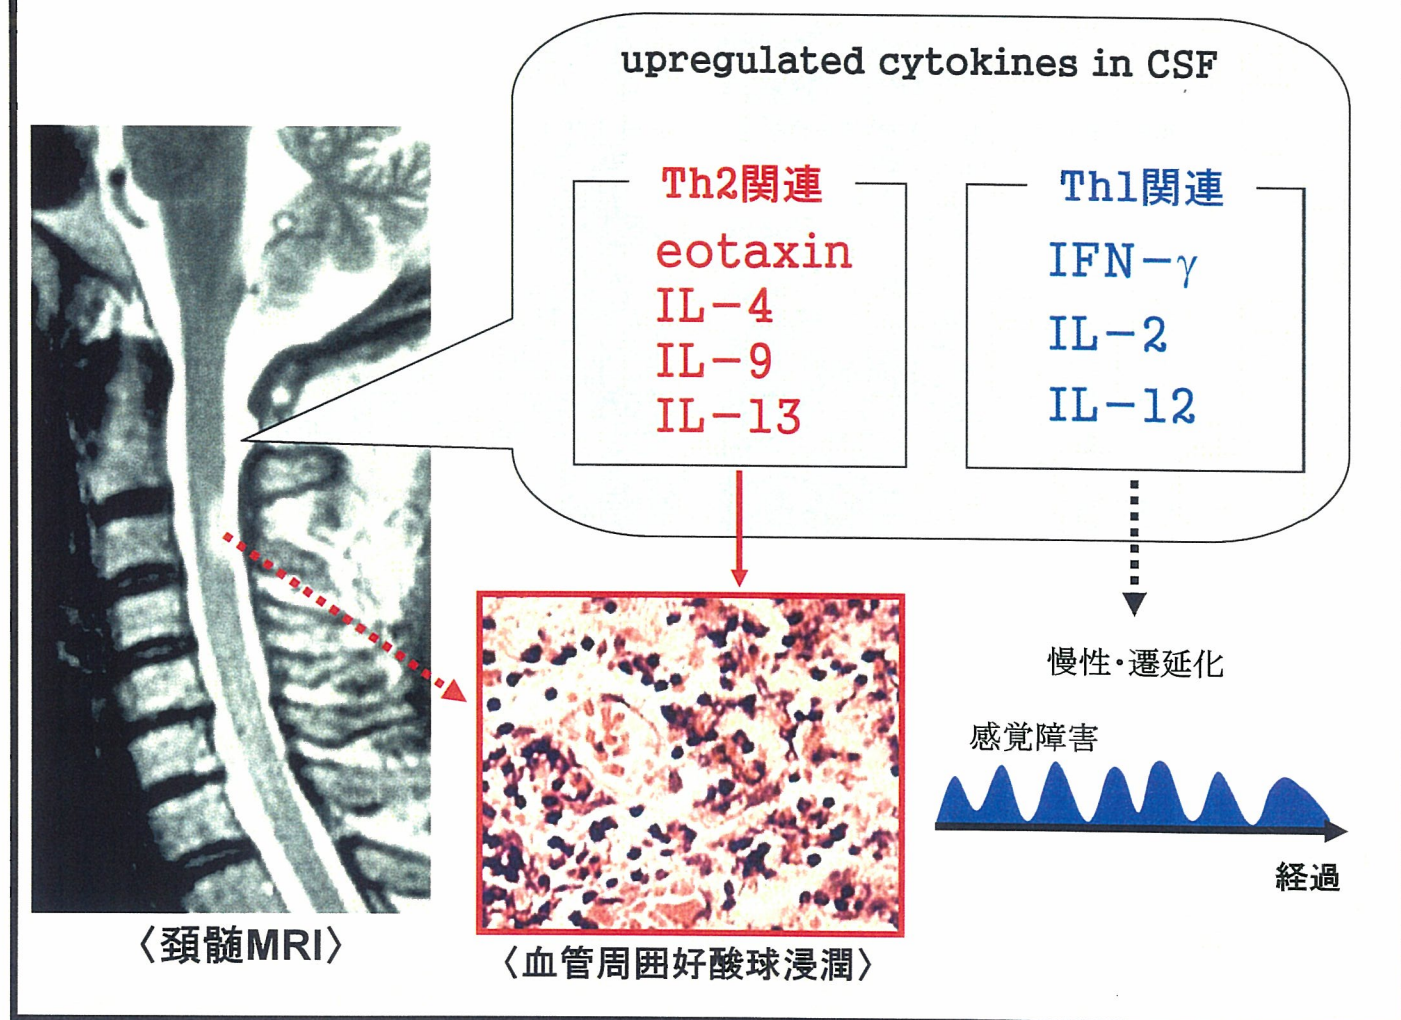 upregulated cytokines in CSF
Th2関連
eotaxin
IL-4
IL-9
IL-13
Th1関連
IFN-γ
IL-2
IL-12
慢性・遷延化
感覚障害
経過
〈頚髄MRI〉
〈血管周囲好酸球浸潤〉